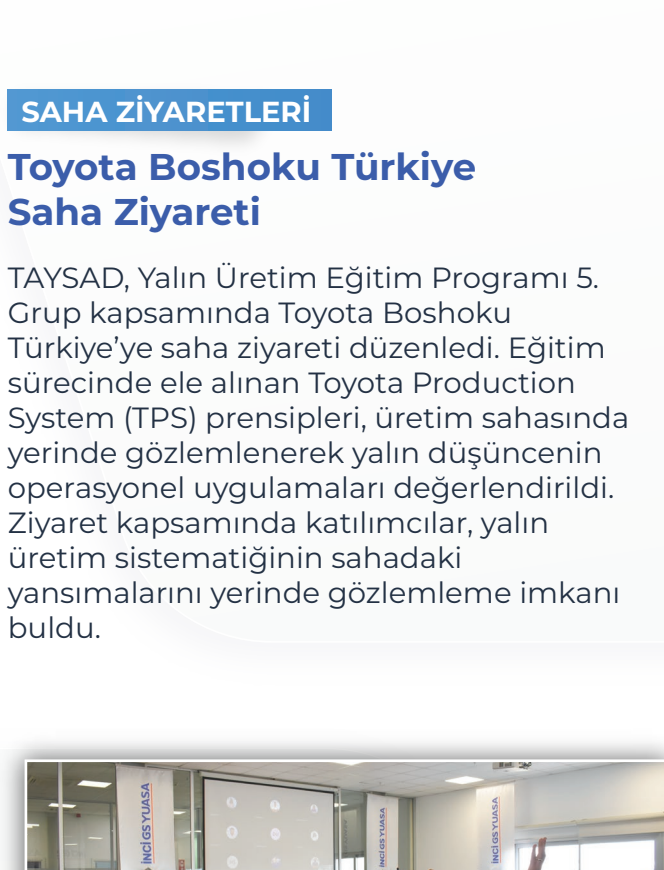 SAHA ZİYARETLERİ
Toyota Boshoku Türkiye
Saha Ziyareti
TAYSAD, Yalın Üretim Eğitim Programı 5.
Grup kapsamında Toyota Boshoku
Türkiye’ye saha ziyareti düzenledi. Eğitim
sürecinde ele alınan Toyota Production
System (TPS) prensipleri, üretim sahasında
yerinde gözlemlenerek yalın düşüncenin
operasyonel uygulamaları değerlendirildi.
Ziyaret kapsamında katılımcılar, yalın
üretim sistematiğinin sahadaki
yansımalarını yerinde gözlemleme imkanı
buldu.
İNCİ GS YUASA
İNCİ GS YUASA
İNCİ GS YUASA